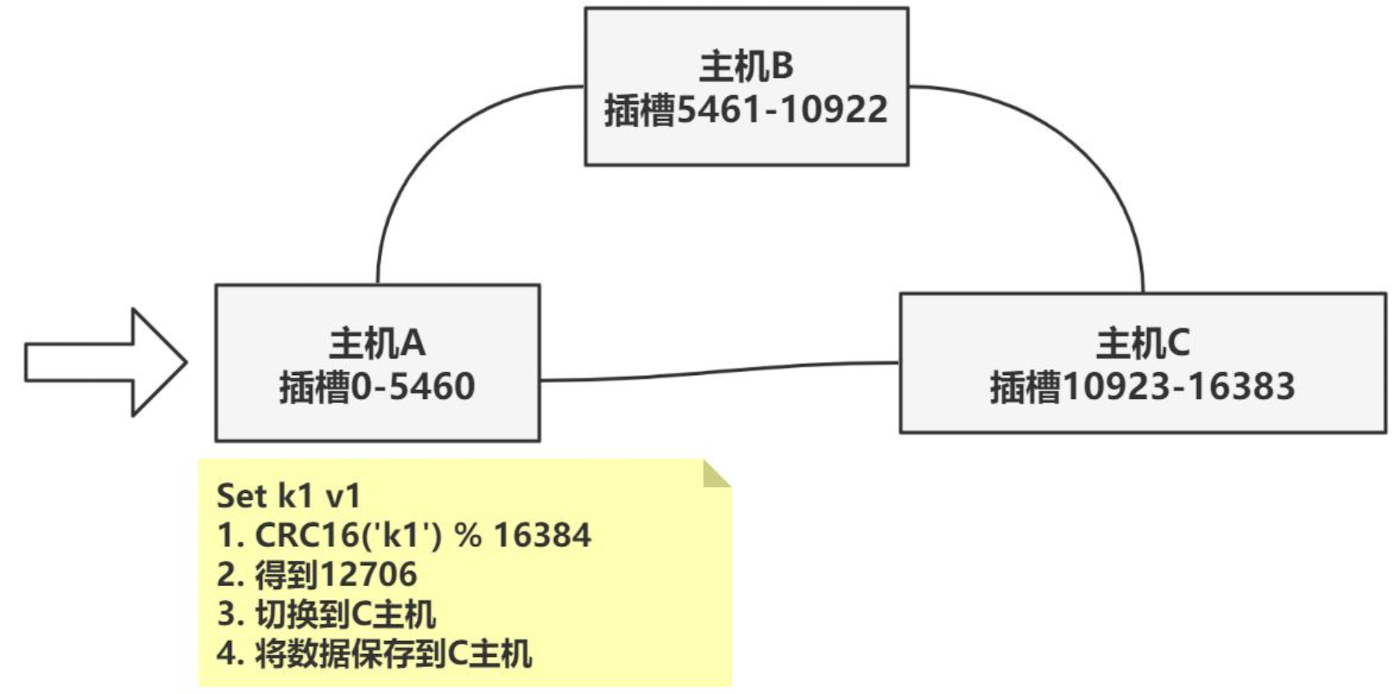 主机B
插槽5461-10922
主机A
插槽0-5460
主机C
插槽10923-16383
Set k1 v1
1. CRC16('k1') % 16384
2. 得到12706
3. 切换到C主机
4. 将数据保存到C主机